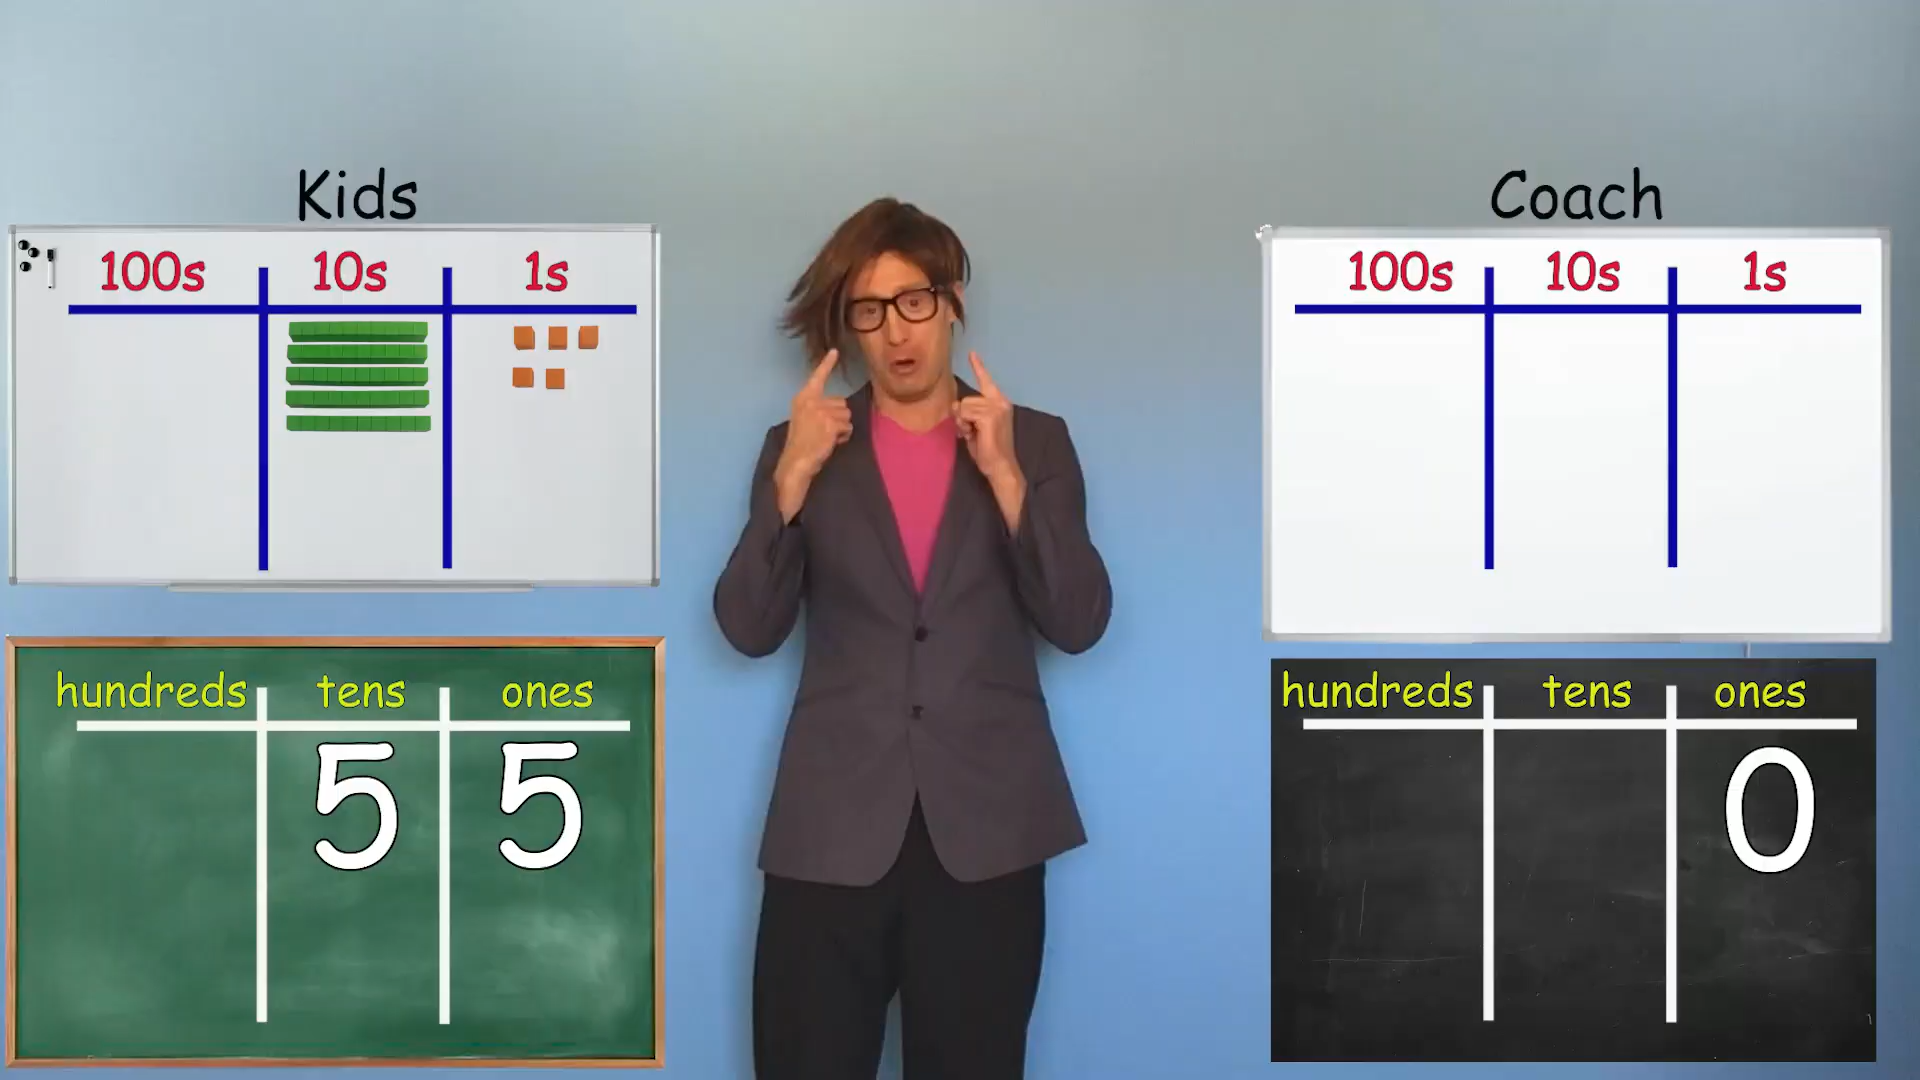 Kids
100s 10s 1s
hundreds tens ones
5 5
Coach
100s 10s 1s
hundreds tens ones
0